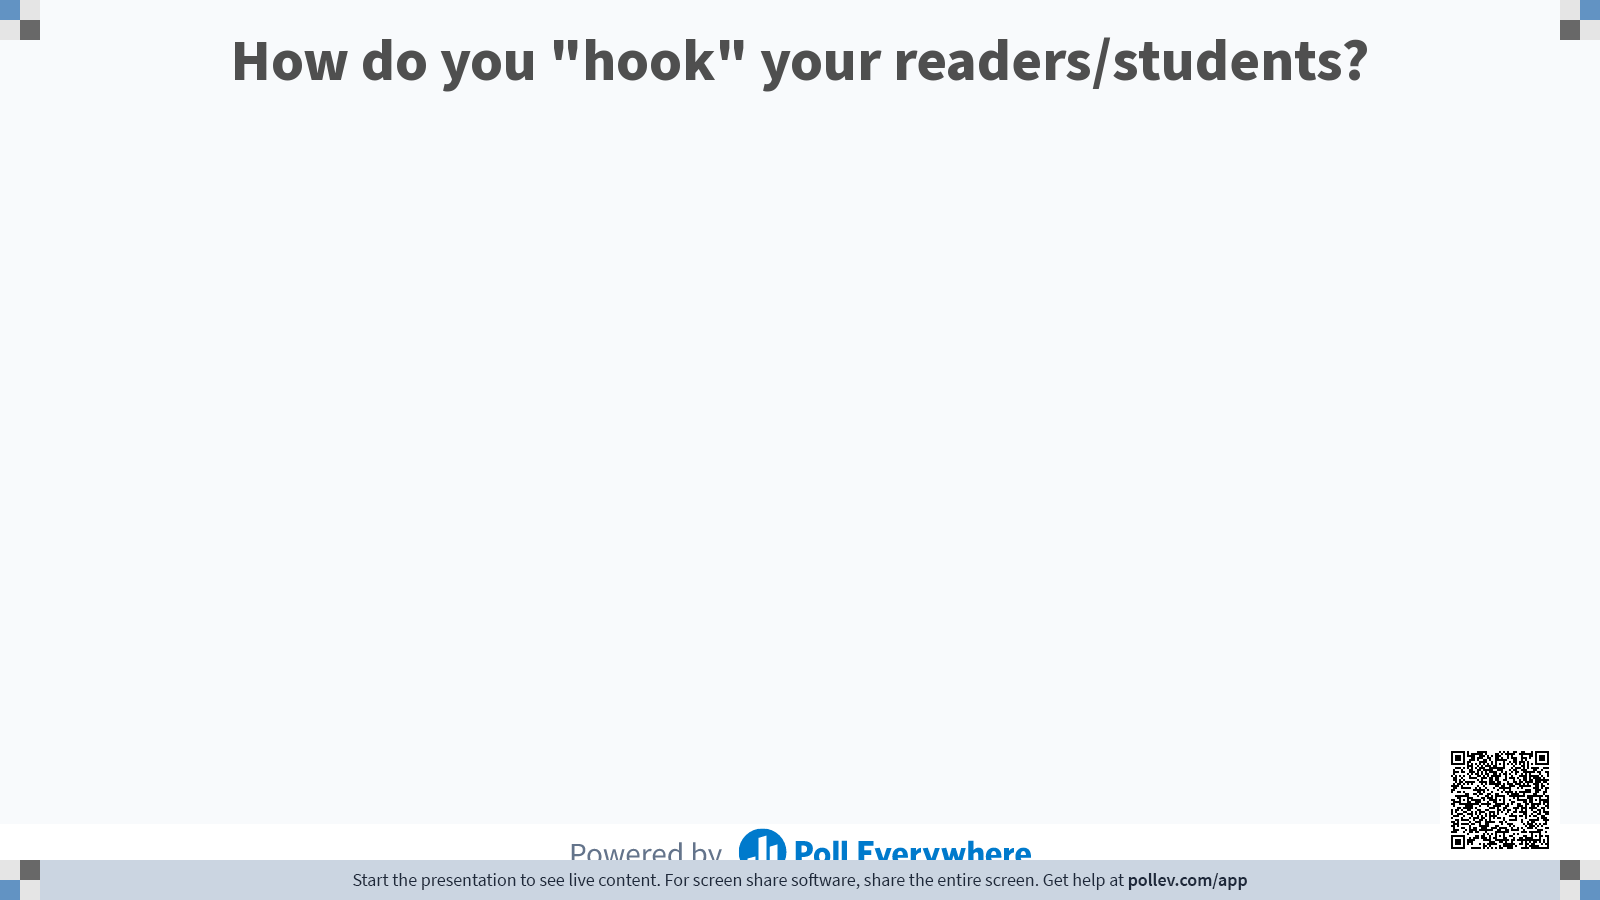 How do you "hook" your readers/students?
Powered by Poll Everywhere
Start the presentation to see live content. For screen share software, share the entire screen. Get help at pollev.com/app